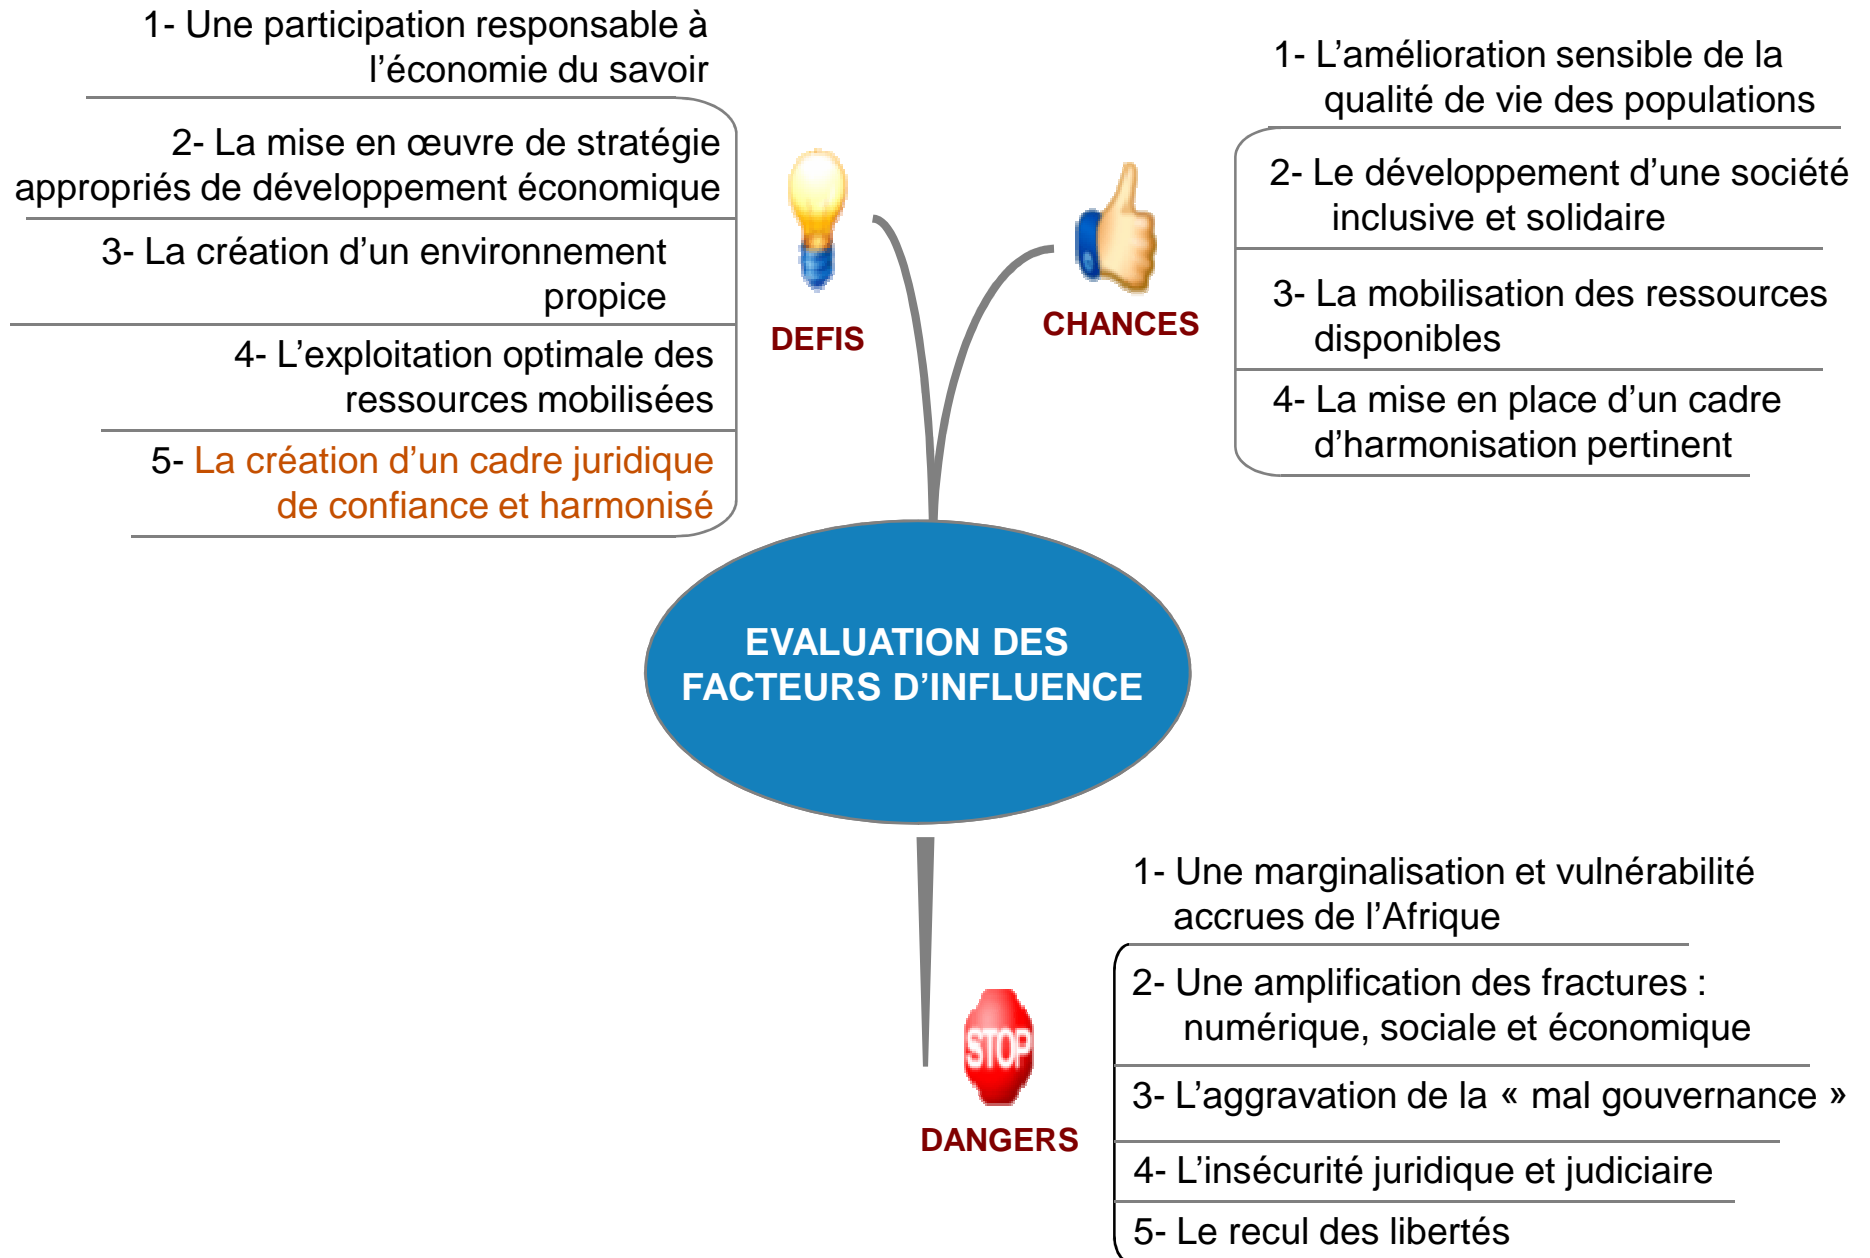 1- Une participation responsable à
l’économie du savoir
2- La mise en œuvre de stratégie
appropriés de développement économique
3- La création d’un environnement
propice
4- L’exploitation optimale des
ressources mobilisées
5- La création d’un cadre juridique
de confiance et harmonisé
DEFIS
CHANCES
1- L’amélioration sensible de la
qualité de vie des populations
2- Le développement d’une société
inclusive et solidaire
3- La mobilisation des ressources
disponibles
4- La mise en place d’un cadre
d’harmonisation pertinent
EVALUATION DES
FACTEURS D’INFLUENCE
STOP
DANGERS
1- Une marginalisation et vulnérabilité
accrues de l’Afrique
2- Une amplification des fractures :
numérique, sociale et économique
3- L’aggravation de la « mal gouvernance »
4- L’insécurité juridique et judiciaire
5- Le recul des libertés